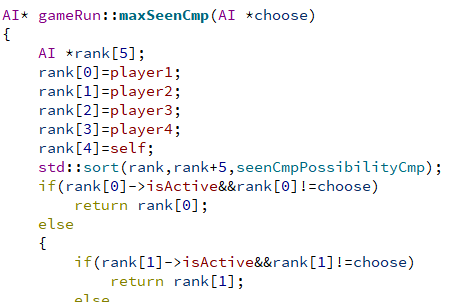 AI* gameRun::maxSeenCmp(AI *choose)
{
    AI *rank[5];
    rank[0]=player1;
    rank[1]=player2;
    rank[2]=player3;
    rank[3]=player4;
    rank[4]=self;
    std::sort(rank,rank+5,seenCmpPossibilityCmp);
    if(rank[0]->isActive&&rank[0]!=choose)
        return rank[0];
    else
    {
        if(rank[1]->isActive&&rank[1]!=choose)
            return rank[1];
        else